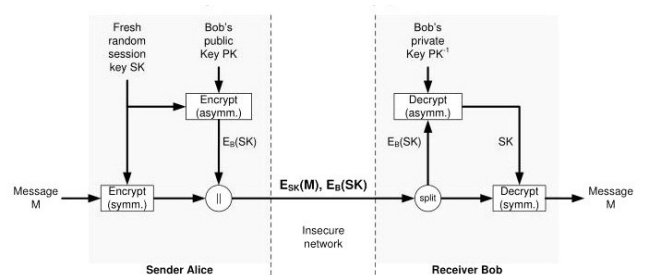 Fresh
random
session
key SK
Bob's
public
Key PK
Bob's
private
Key PK-1
Encrypt
(asymm.)
Decrypt
(asymm.)
EB(SK)
EB(SK)
SK
Message
M
Encrypt
(symm.)
||
ESK(M), EB(SK)
split
Decrypt
(symm.)
Message
M
Insecure
network
Sender Alice
Receiver Bob